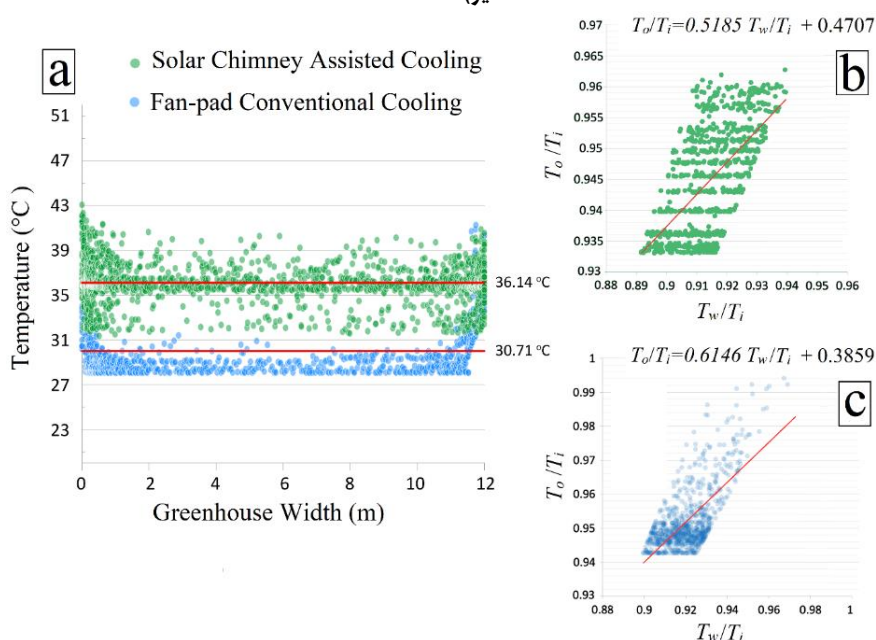 a
Solar Chimney Assisted Cooling
Fan-pad Conventional Cooling
51
47
43
39
35
31
27
23
Temperature (°C )
36.14 °C
30.71 °C
0 2 4 6 8 10 12
Greenhouse Width (m)
b
To/Ti=0.5185 Tw/Ti + 0.4707
0.97
0.965
0.96
0.955
0.95
0.945
0.94
0.935
0.93
To/Ti
0.88 0.89 0.9 0.91 0.92 0.93 0.94 0.95 0.96
Tw/Ti
c
To/Ti=0.6146 Tw/Ti + 0.3859
1
0.99
0.98
0.97
0.96
0.95
0.94
0.93
To/Ti
0.88 0.9 0.92 0.94 0.96 0.98 1
Tw/Ti